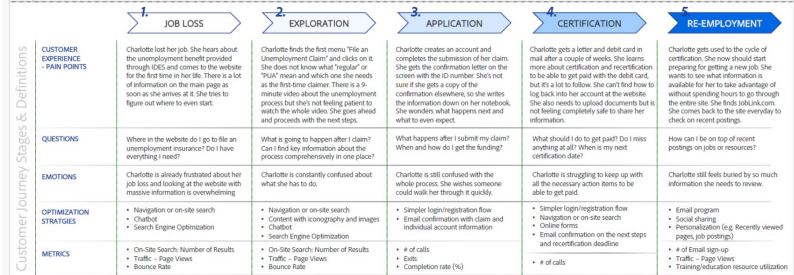 1.
JOB LOSS
2.
EXPLORATION
3.
APPLICATION
4.
CERTIFICATION
5.
RE-EMPLOYMENT
Customer Journey Stages & Definitions
CUSTOMER
EXPERIENCE
- PAIN POINTS
Charlotte lost her job. She hears about
the unemployment benefit provided
through IDES and comes to the website
for the first time in her life. There is a lot
of information on the main page as
soon as she arrives at it. She tries to
figure out where to even start.
Charlotte finds the first menu "File an
Unemployment Claim" and clicks on it.
She does not know what "regular" or
"PUA" mean and which one she needs
as the first-time claimer. There is a 9-
minute video about the unemployment
process but she's not feeling patient to
watch the whole video. She goes ahead
and proceeds with the next steps.
Charlotte creates an account and
completes the submission of her claim.
She gets the confirmation letter on the
screen with the ID number. She's not
sure if she gets a copy of the
confirmation elsewhere, so she writes
the information down on her notebook.
She wonders what happens next and
what to even expect.
Charlotte gets a letter and debit card in
mail after a couple of weeks. She learns
more about certification and recertification
to be able to get paid with the debit card,
but it's a lot to follow. She can't find how to
log back into her account at the website.
She also needs to upload documents but is
not feeling completely safe to share her
information.
Charlotte gets used to the cycle of
certification. She now should start
preparing for getting a new job. She
wants to see what information is
available for her to take advantage of
without spending hours to go through
the entire site. She finds JobLink.com.
She comes back to the site everyday to
check on recent postings.
QUESTIONS
Where in the website do I go to file an
unemployment insurance? Do I have
everything I need?
What is going to happen after I claim?
Can I find key information about the
process comprehensively in one place?
What happens after I submit my claim?
When and how do I get the funding?
What should I do to get paid? Do I miss
anything at all? When is my next
certification date?
How can I be on top of recent
postings on jobs or resources?
EMOTIONS
Charlotte is already frustrated about her
job loss and looking at the website with
massive information is overwhelming
Charlotte is constantly confused about
what she has to do.
Charlotte is still confused with the
whole process. She wishes someone
could walk her through it quickly.
Charlotte is struggling to keep up with
all the necessary action items to be
able to get paid.
Charlotte still feels buried by so much
information she needs to review.
OPTIMIZATION
STRATGIES
• Navigation or on-site search
• Chatbot
• Search Engine Optimization
• Navigation or on-site search
• Content with iconography and images
• Chatbot
• Search Engine Optimization
• Simpler login/registration flow
• Email confirmation with claim and
individual account information
• Simpler login/registration flow
• Navigation or on-site search
• Online forms
• Email confirmation on the next steps
and recertification deadline
• Email program
• Social sharing
• Personalization (e.g. Recently viewed
pages, job postings)
METRICS
• On-Site Search: Number of Results
• Traffic – Page Views
• Bounce Rate
• On-Site Search: Number of Results
• Traffic – Page Views
• Bounce Rate
• # of calls
• Exits
• Completion rate (%)
• # of calls
• # of Email sign-up
• Traffic – Page Views
• Training/education resource utilization